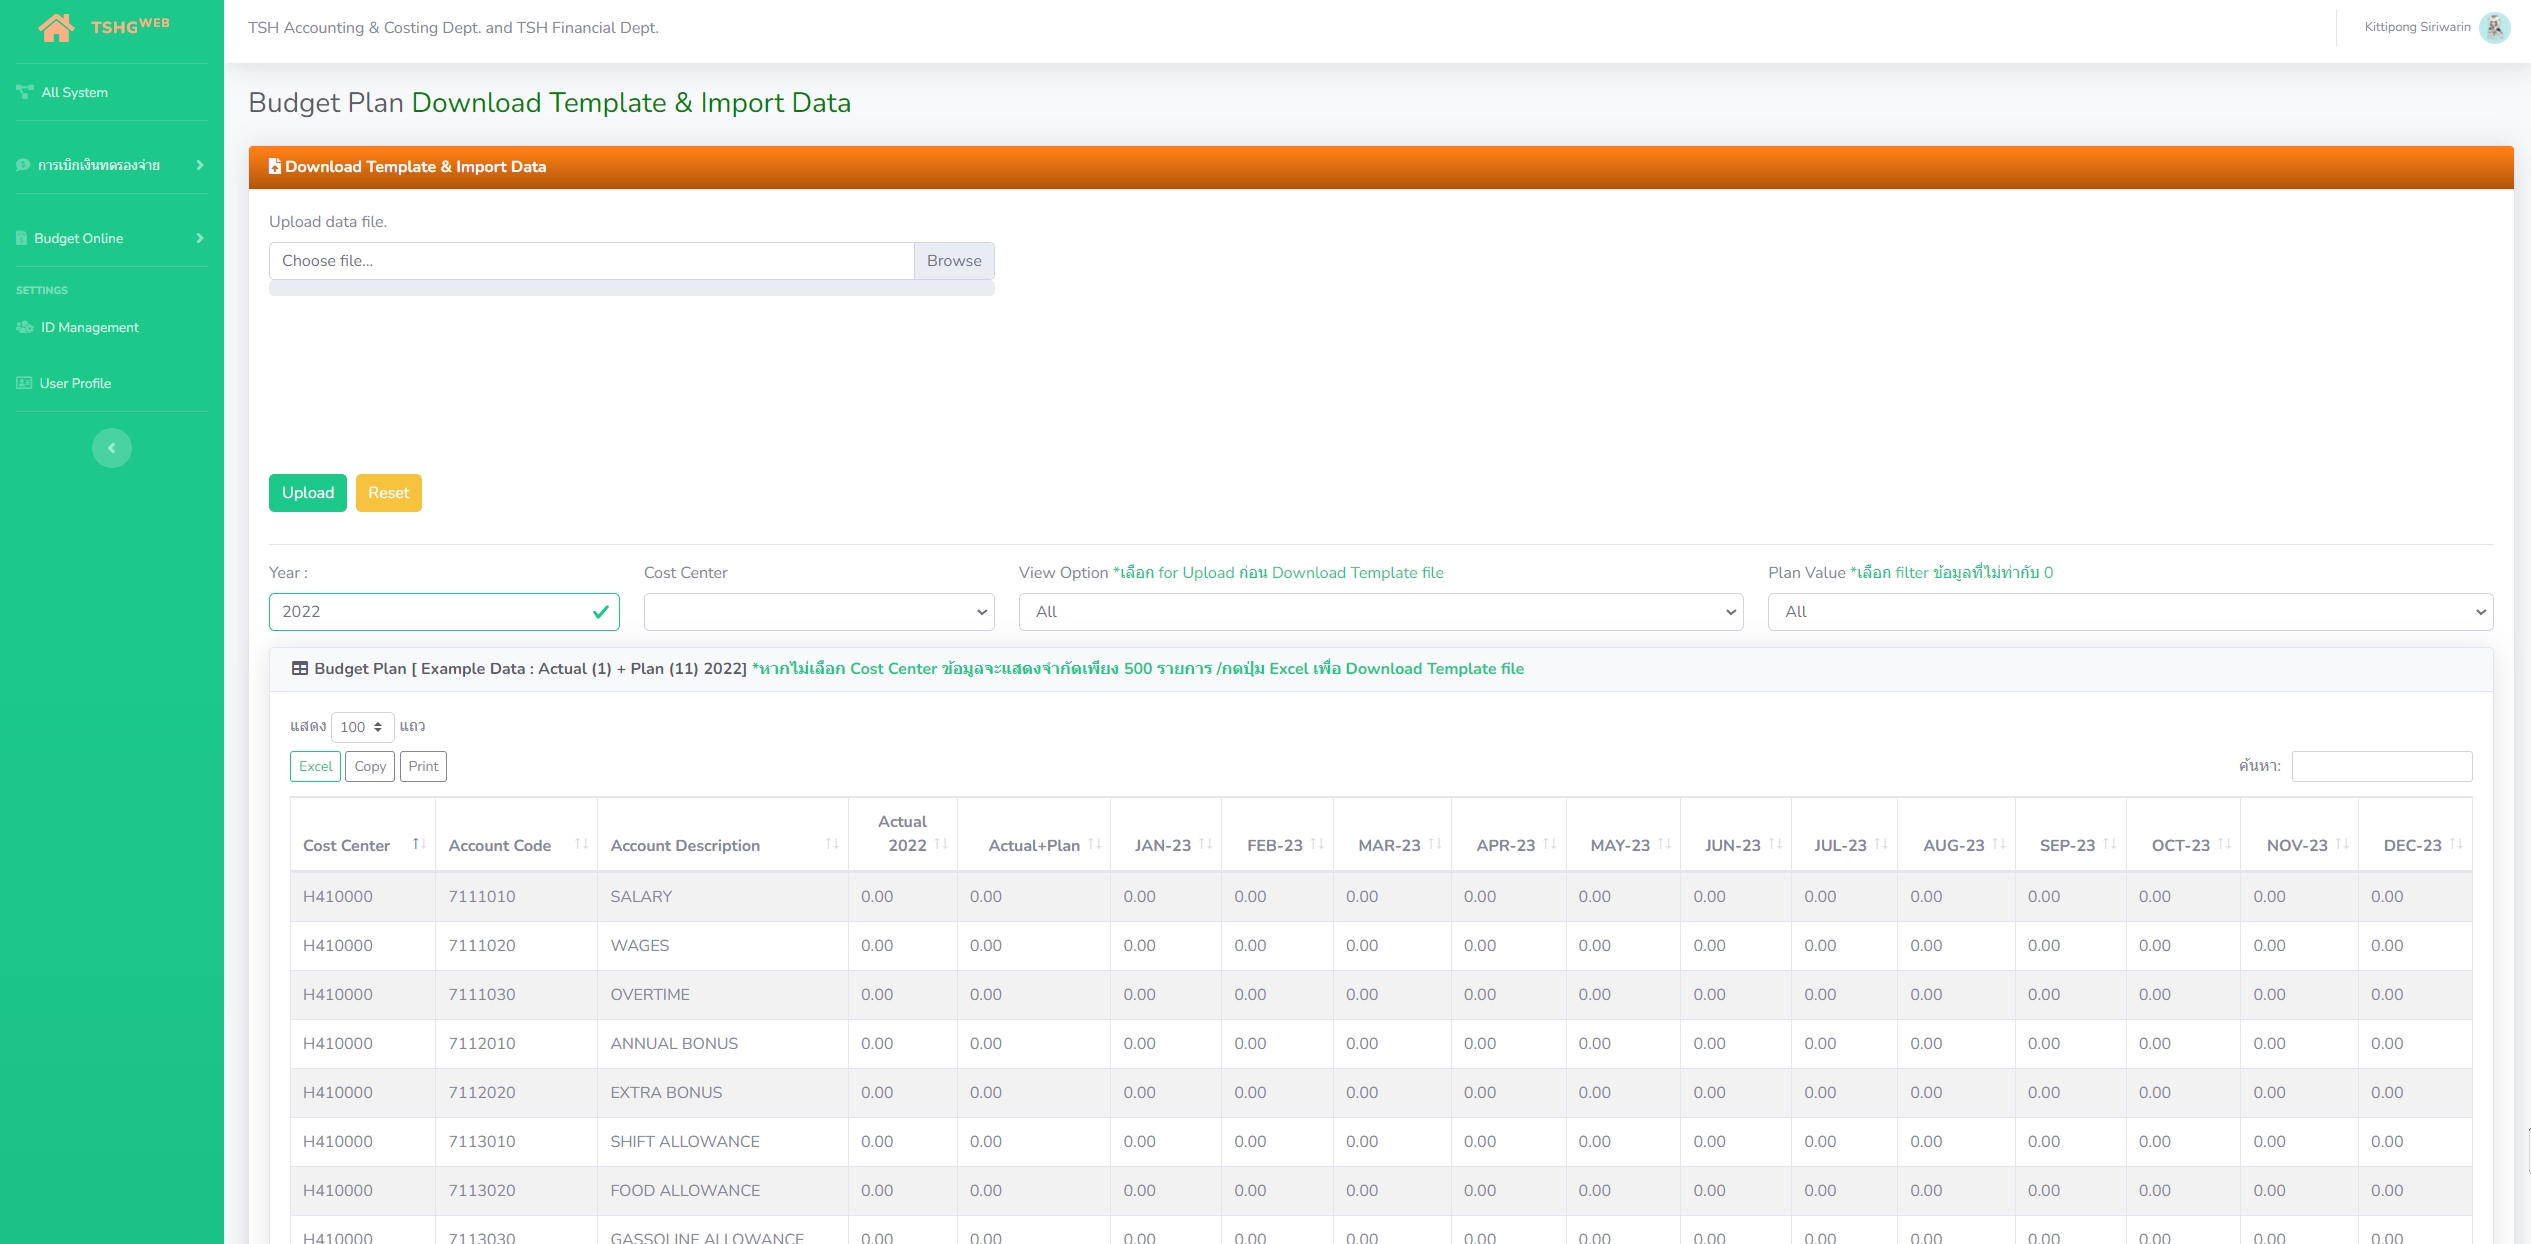 TSHG WEB
TSH Accounting & Costing Dept. and TSH Financial Dept.
Kittipong Siriwarin
All System
การเบิกเงินทดรองจ่าย
Budget Online
SETTINGS
ID Management
User Profile
Budget Plan Download Template & Import Data
Download Template & Import Data
Upload data file.
Choose file...
Browse
Upload
Reset
Year :
Cost Center
View Option *เลือก for Upload ก่อน Download Template file
Plan Value *เลือก filter ข้อมูลที่ไม่ท่ากับ 0
2022
All
All
Budget Plan [ Example Data : Actual (1) + Plan (11) 2022] *หากไม่เลือก Cost Center ข้อมูลจะแสดงจำกัดเพียง 500 รายการ /กดปุ่ม Excel เพื่อ Download Template file
แสดง 100 แถว
Excel Copy Print
ค้นหา:
Cost Center Account Code Account Description Actual 2022 Actual+Plan JAN-23 FEB-23 MAR-23 APR-23 MAY-23 JUN-23 JUL-23 AUG-23 SEP-23 OCT-23 NOV-23 DEC-23
H410000 7111010 SALARY 0.00 0.00 0.00 0.00 0.00 0.00 0.00 0.00 0.00 0.00 0.00 0.00 0.00 0.00
H410000 7111020 WAGES 0.00 0.00 0.00 0.00 0.00 0.00 0.00 0.00 0.00 0.00 0.00 0.00 0.00 0.00
H410000 7111030 OVERTIME 0.00 0.00 0.00 0.00 0.00 0.00 0.00 0.00 0.00 0.00 0.00 0.00 0.00 0.00
H410000 7112010 ANNUAL BONUS 0.00 0.00 0.00 0.00 0.00 0.00 0.00 0.00 0.00 0.00 0.00 0.00 0.00 0.00
H410000 7112020 EXTRA BONUS 0.00 0.00 0.00 0.00 0.00 0.00 0.00 0.00 0.00 0.00 0.00 0.00 0.00 0.00
H410000 7113010 SHIFT ALLOWANCE 0.00 0.00 0.00 0.00 0.00 0.00 0.00 0.00 0.00 0.00 0.00 0.00 0.00 0.00
H410000 7113020 FOOD ALLOWANCE 0.00 0.00 0.00 0.00 0.00 0.00 0.00 0.00 0.00 0.00 0.00 0.00 0.00 0.00
H410000 7113030 GASSOLINE ALLOWANCE 0.00 0.00 0.00 0.00 0.00 0.00 0.00 0.00 0.00 0.00 0.00 0.00 0.00 0.00